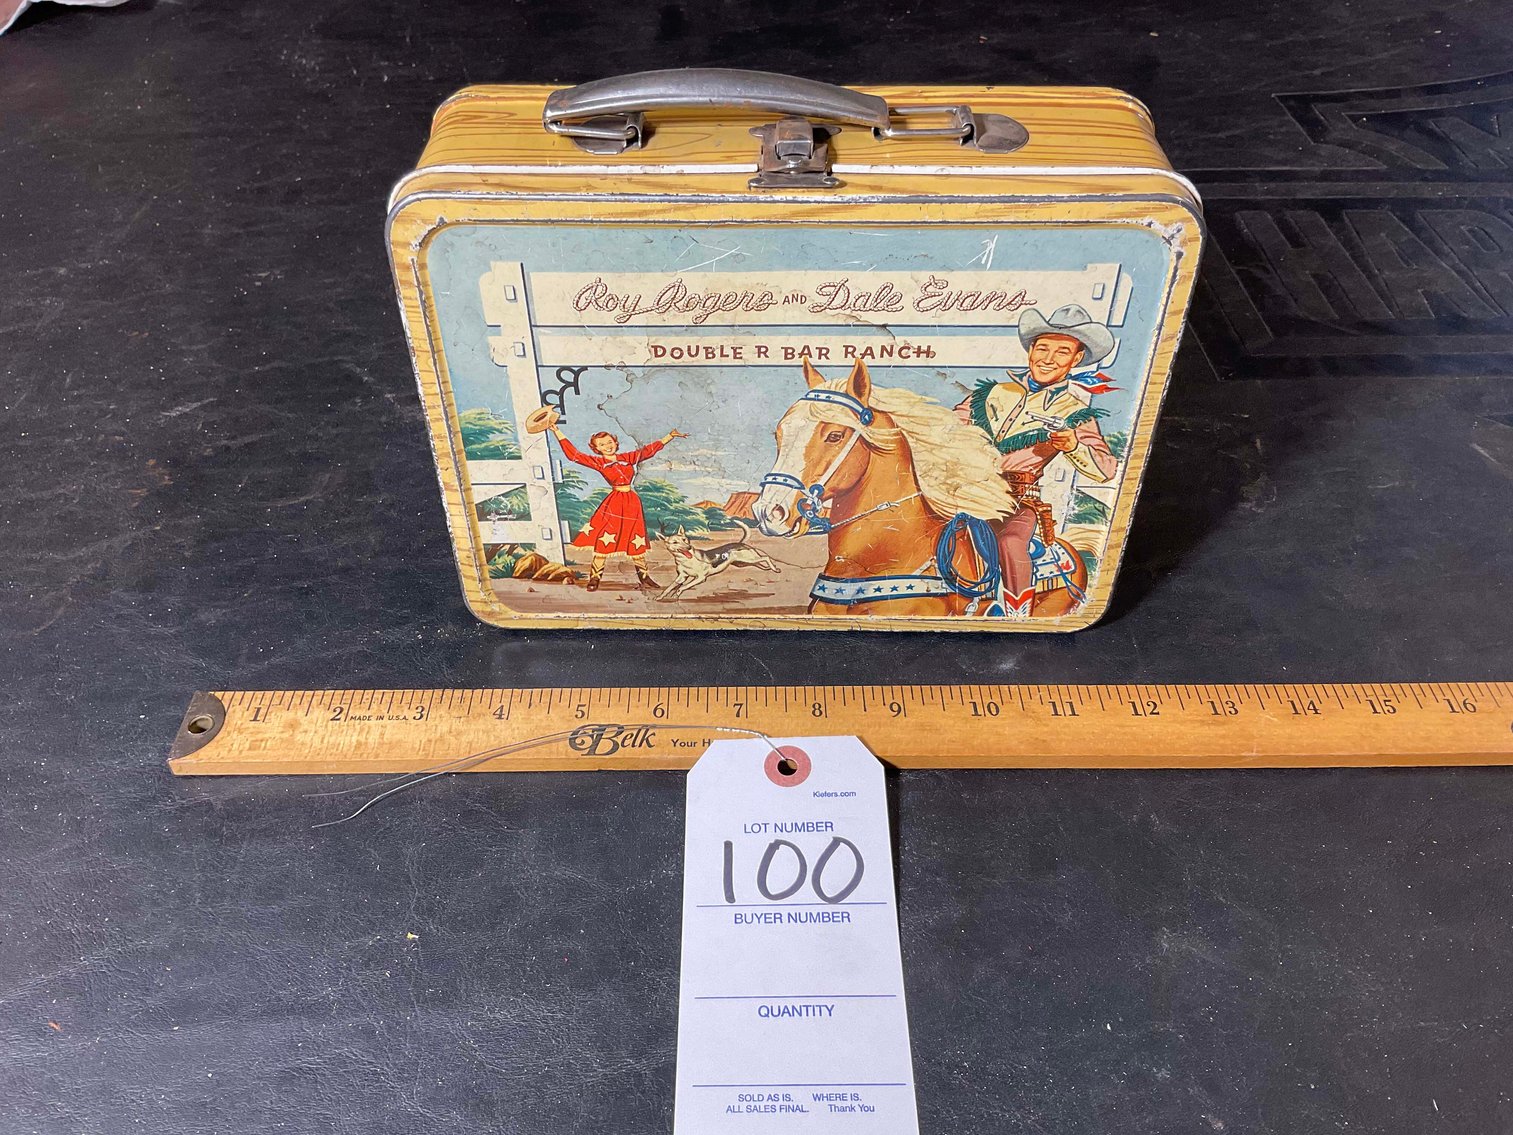 Roy Rogers AND Dale Evans
DOUBLE R BAR RANCH
1 2 3 4 5 6 7 8 9 10 11 12 13 14 15 16
MADE IN U.S.A.
Belk Your H
Kiefers.com
LOT NUMBER
100
BUYER NUMBER
QUANTITY
SOLD AS IS. WHERE IS.
ALL SALES FINAL. Thank You